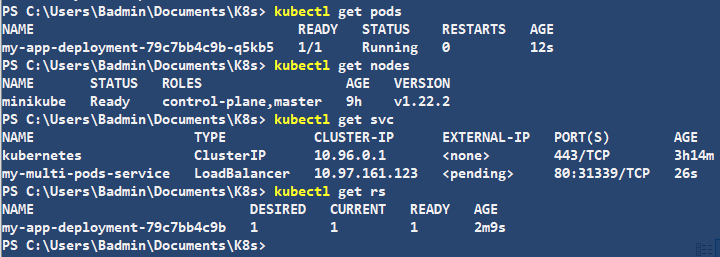 PS C:\Users\Badmin\Documents\K8s> kubectl get pods
NAME READY STATUS RESTARTS AGE
my-app-deployment-79c7bb4c9b-q5kb5 1/1 Running 0 12s
PS C:\Users\Badmin\Documents\K8s> kubectl get nodes
NAME STATUS ROLES AGE VERSION
minikube Ready control-plane,master 9h v1.22.2
PS C:\Users\Badmin\Documents\K8s> kubectl get svc
NAME TYPE CLUSTER-IP EXTERNAL-IP PORT(S) AGE
kubernetes ClusterIP 10.96.0.1 <none> 443/TCP 3h14m
my-multi-pods-service LoadBalancer 10.97.161.123 <pending> 80:31339/TCP 26s
PS C:\Users\Badmin\Documents\K8s> kubectl get rs
NAME DESIRED CURRENT READY AGE
my-app-deployment-79c7bb4c9b 1 1 1 2m9s
PS C:\Users\Badmin\Documents\K8s>